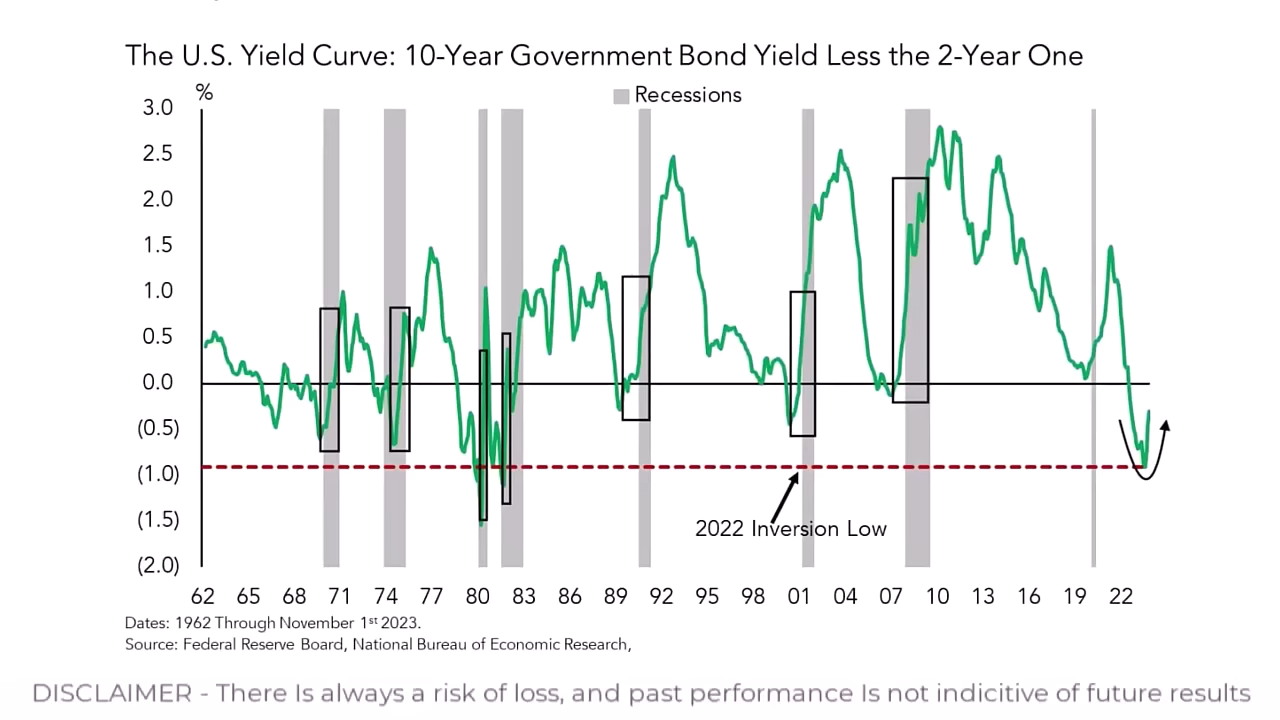 The U.S. Yield Curve: 10-Year Government Bond Yield Less the 2-Year One
%
Recessions
3.0
2.5
2.0
1.5
1.0
0.5
0.0
(0.5)
(1.0)
(1.5)
(2.0)
2022 Inversion Low
62 65 68 71 74 77 80 83 86 89 92 95 98 01 04 07 10 13 16 19 22
Dates: 1962 Through November 1st 2023.
Source: Federal Reserve Board, National Bureau of Economic Research,
DISCLAIMER - There Is always a risk of loss, and past performance Is not indicitive of future results